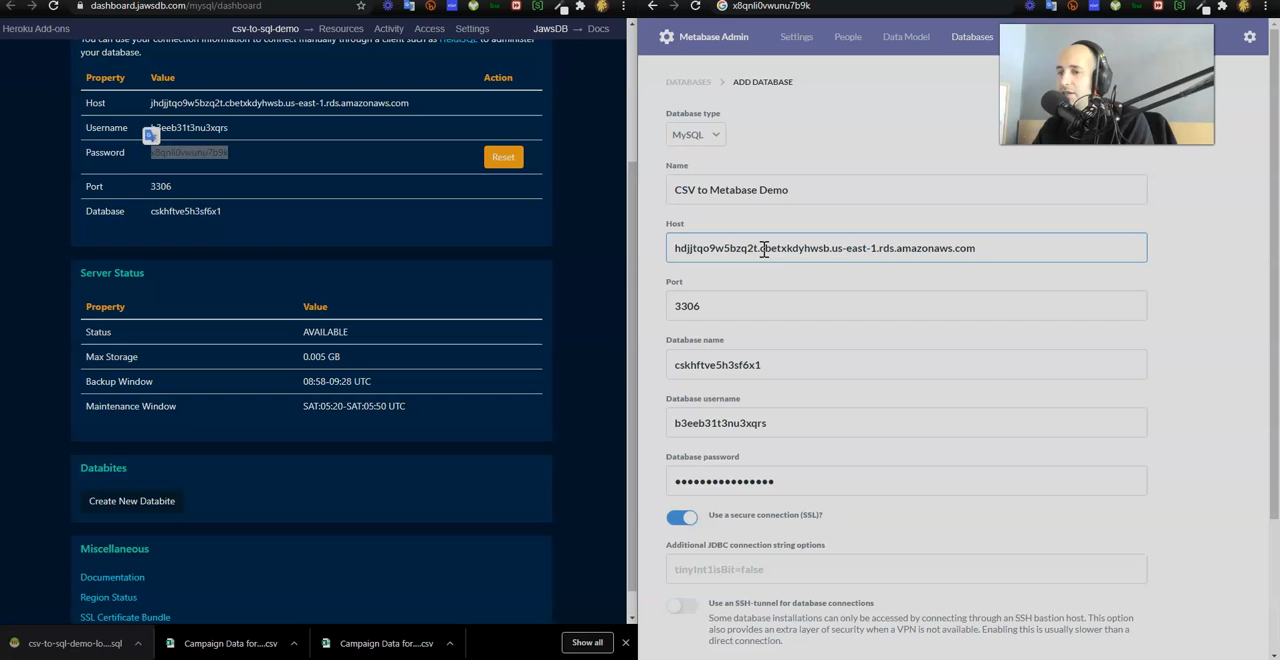 dashboard.jawsdb.com/mysql/dashboard
Heroku Add-ons
csv-to-sql-demo → Resources Activity Access Settings JawsDB → Docs
your database.
Property Value Action
Host jhdjjtqo9w5bzq2t.cbetxkdyhwsb.us-east-1.rds.amazonaws.com
Username b3eeb31t3nu3xqrs
Password x8qnli0vwunu7b9k Reset
Port 3306
Database cskhftve5h3sf6x1
Server Status
Property Value
Status AVAILABLE
Max Storage 0.005 GB
Backup Window 08:58-09:28 UTC
Maintenance Window SAT:05:20-SAT:05:50 UTC
Databites
Create New Databite
Miscellaneous
Documentation
Region Status
SSL Certificate Bundle
csv-to-sql-demo-lo....sql
Campaign Data for....csv
Campaign Data for....csv
Show all
x8qnli0vwunu7b9k
Metabase Admin Settings People Data Model Databases
DATABASES > ADD DATABASE
Database type
MySQL
Name
CSV to Metabase Demo
Host
hdjjtqo9w5bzq2t.cbetxkdyhwsb.us-east-1.rds.amazonaws.com
Port
3306
Database name
cskhftve5h3sf6x1
Database username
b3eeb31t3nu3xqrs
Database password
••••••••••••••••
Use a secure connection (SSL)?
Additional JDBC connection string options
tinyInt1isBit=false
Use an SSH-tunnel for database connections
Some database installations can only be accessed by connecting through an SSH bastion host. This option
also provides an extra layer of security when a VPN is not available. Enabling this is usually slower than a
direct connection.